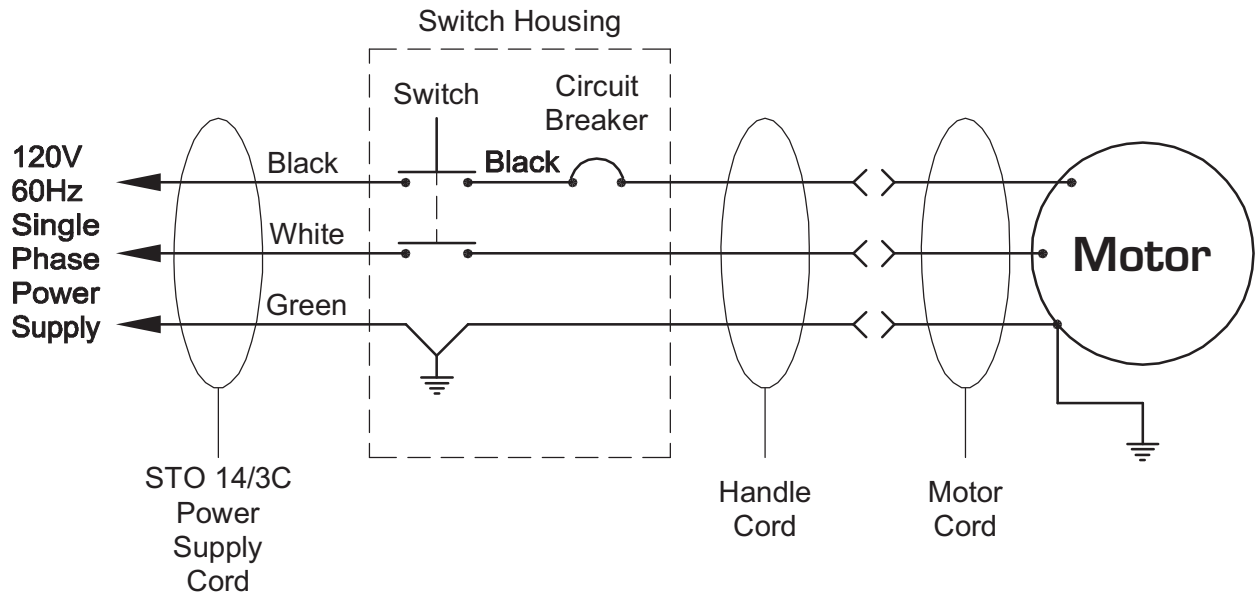 Switch Housing
Switch
Circuit
Breaker
120V
60Hz
Single
Phase
Power
Supply
Black
Black
White
Green
Motor
STO 14/3C
Power
Supply
Cord
Handle
Cord
Motor
Cord